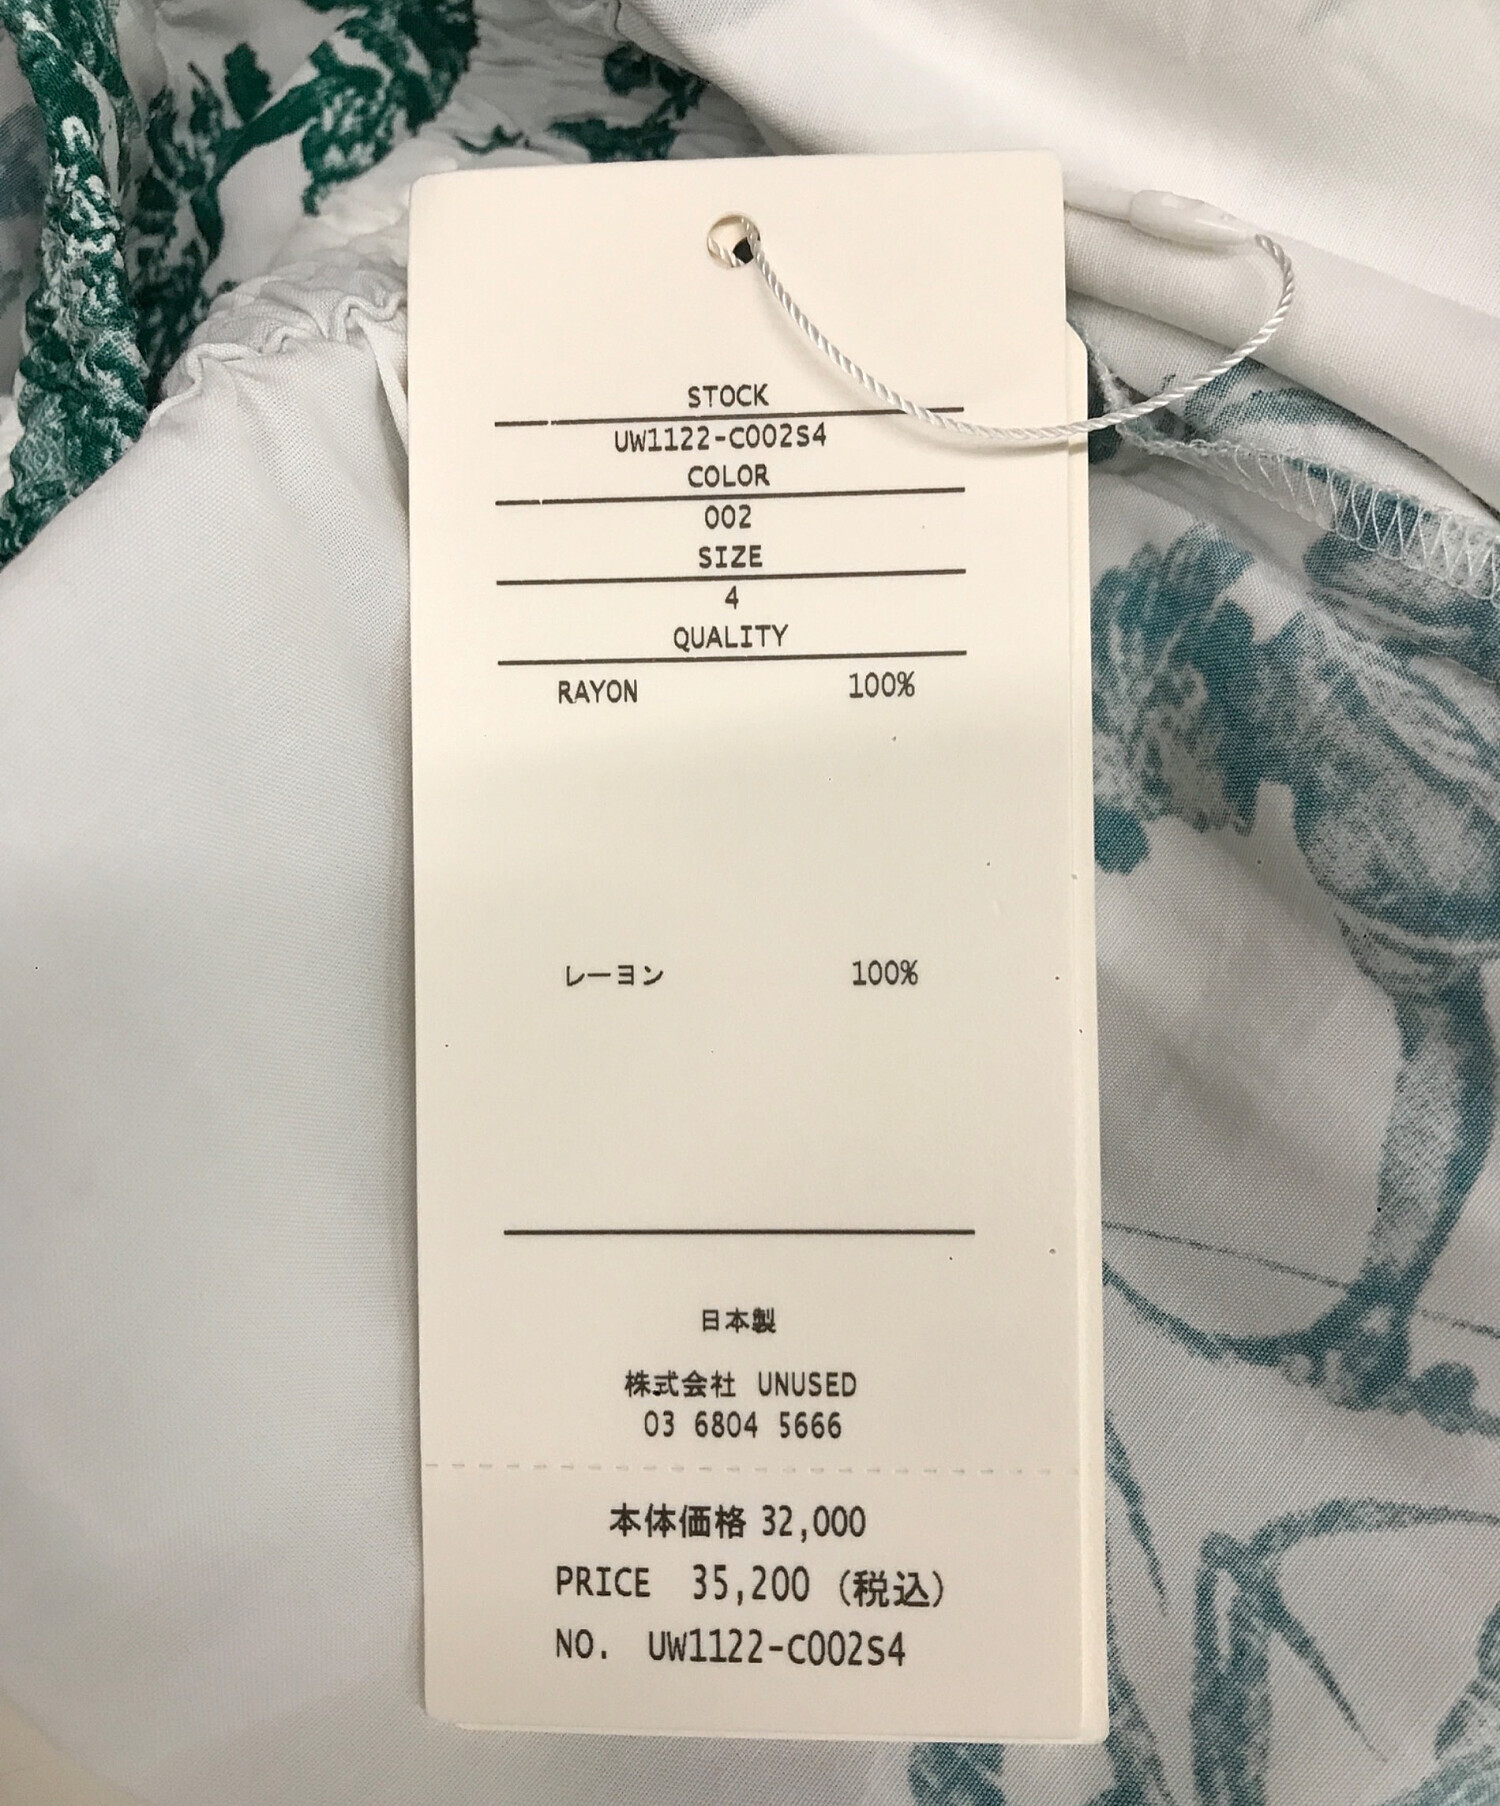 STOCK
UW1122-C002S4
COLOR
002
SIZE
4
QUALITY
RAYON 100%
レーヨン 100%
日本製
株式会社 UNUSED
03 6804 5666
本体価格 32,000
PRICE 35,200 (税込)
NO. UW1122-C002S4